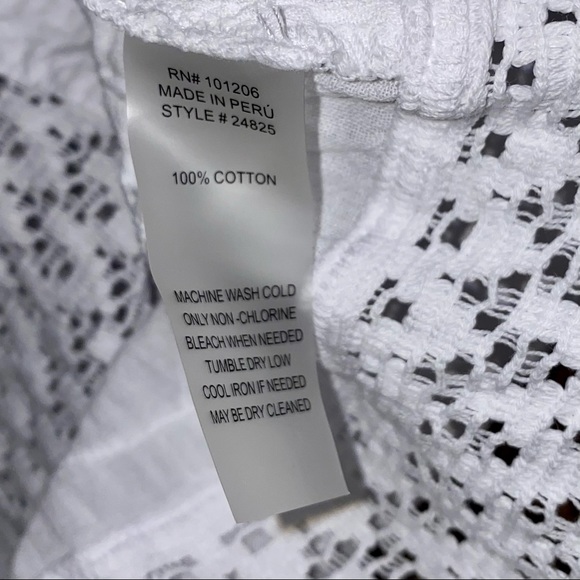 RN# 101206
MADE IN PERÚ
STYLE # 24825
100% COTTON
MACHINE WASH COLD
ONLY NON -CHLORINE
BLEACH WHEN NEEDED
TUMBLE DRY LOW
COOL IRON IF NEEDED
MAY BE DRY CLEANED